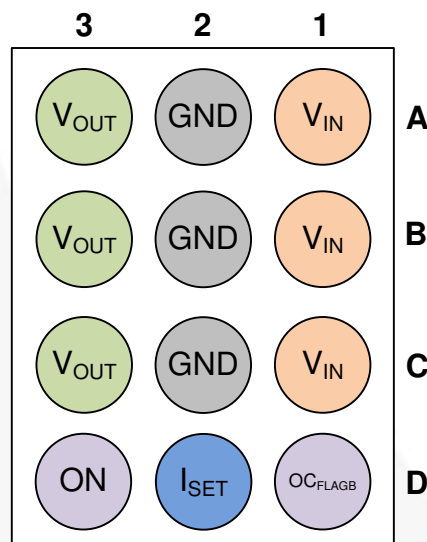 3 2 1
VOUT GND VIN A
VOUT GND VIN B
VOUT GND VIN C
ON ISET OCFLAGB D